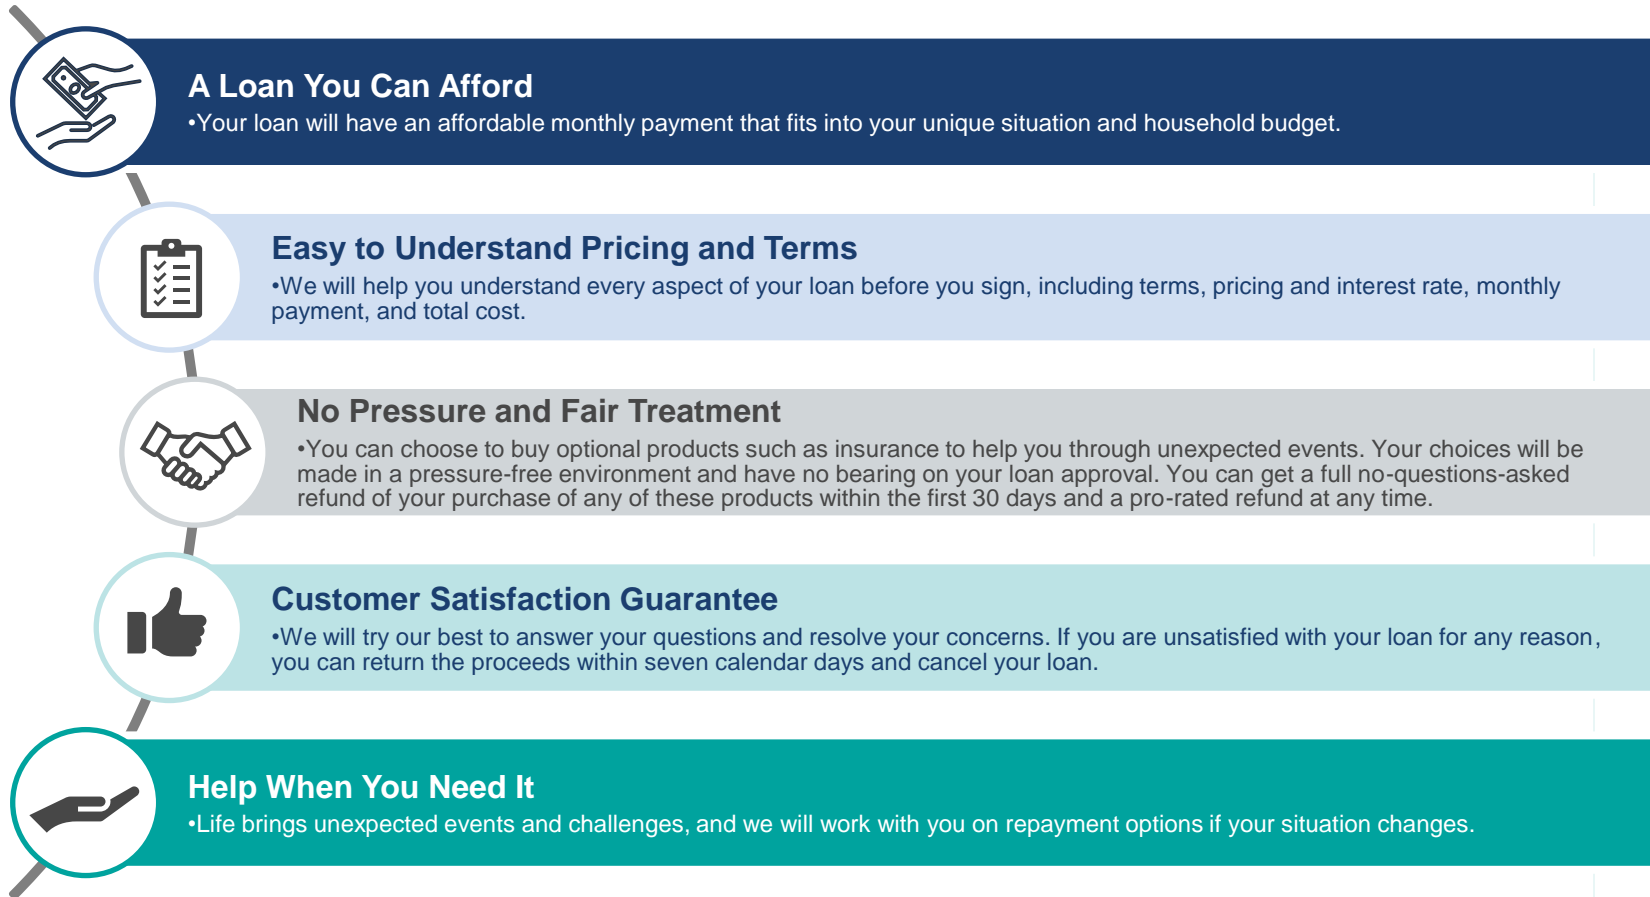 A Loan You Can Afford
•Your loan will have an affordable monthly payment that fits into your unique situation and household budget.
Easy to Understand Pricing and Terms
•We will help you understand every aspect of your loan before you sign, including terms, pricing and interest rate, monthly
payment, and total cost.
No Pressure and Fair Treatment
•You can choose to buy optional products such as insurance to help you through unexpected events. Your choices will be
made in a pressure-free environment and have no bearing on your loan approval. You can get a full no-questions-asked
refund of your purchase of any of these products within the first 30 days and a pro-rated refund at any time.
Customer Satisfaction Guarantee
•We will try our best to answer your questions and resolve your concerns. If you are unsatisfied with your loan for any reason,
you can return the proceeds within seven calendar days and cancel your loan.
Help When You Need It
•Life brings unexpected events and challenges, and we will work with you on repayment options if your situation changes.